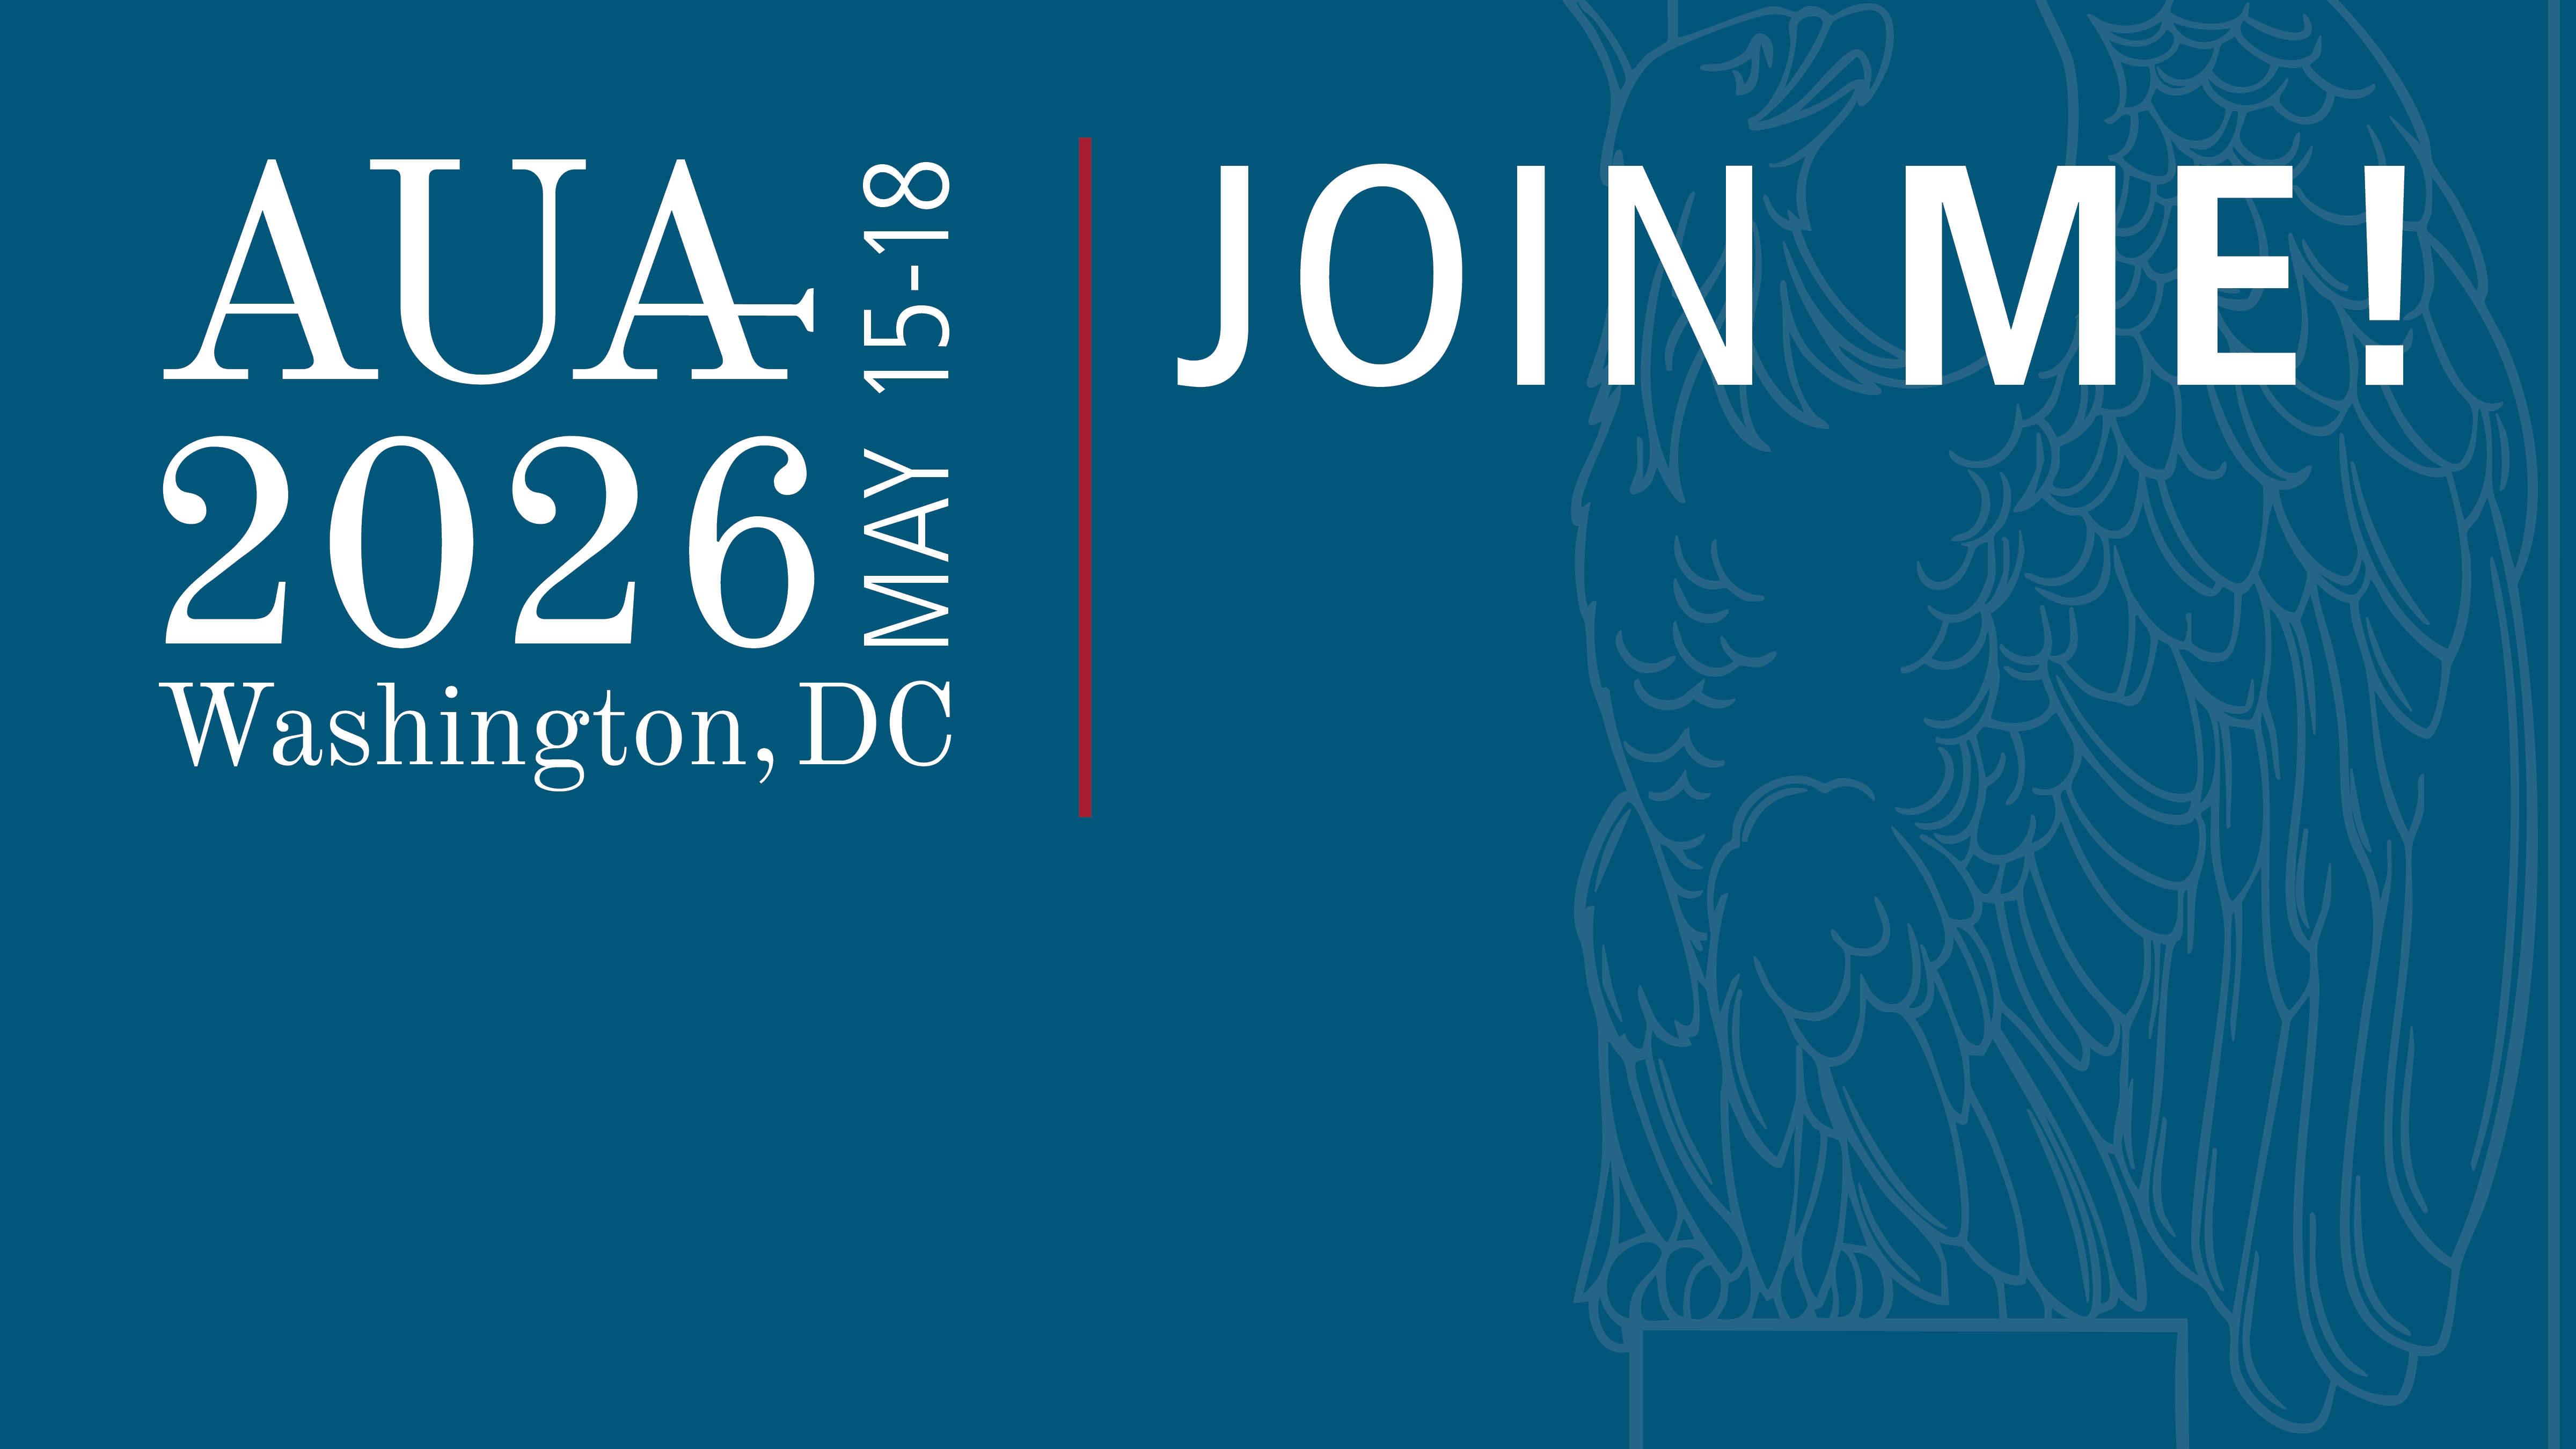 AUA
2026
Washington, DC
MAY 15-18
JOIN ME!